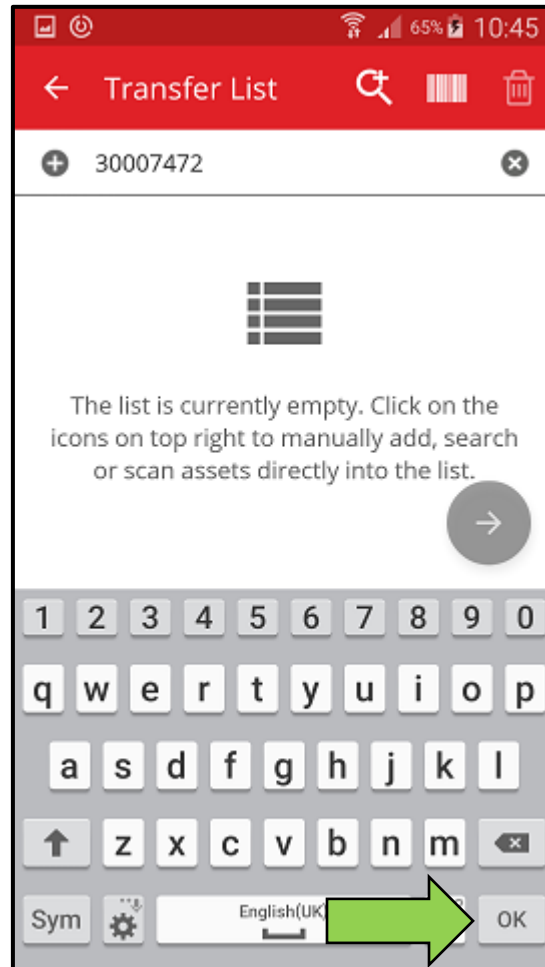 65% 10:45
Transfer List
30007472
The list is currently empty. Click on the
icons on top right to manually add, search
or scan assets directly into the list.
1 2 3 4 5 6 7 8 9 0
q w e r t y u i o p
a s d f g h j k l
z x c v b n m
Sym English(UK) OK